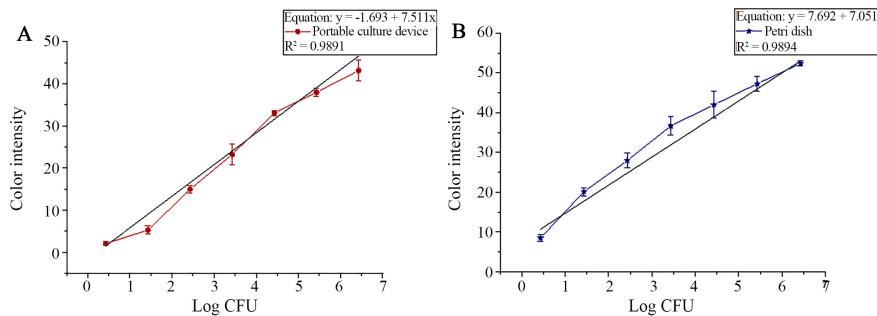 A
Equation: y = -1.693 + 7.511x
Portable culture device
R² = 0.9891
50
40
30
20
10
0
Color intensity
0 1 2 3 4 5 6 7
Log CFU
B
Equation: y = 7.692 + 7.051
Petri dish
R² = 0.9894
60
50
40
30
20
10
0
Color intensity
0 1 2 3 4 5 6 7
Log CFU